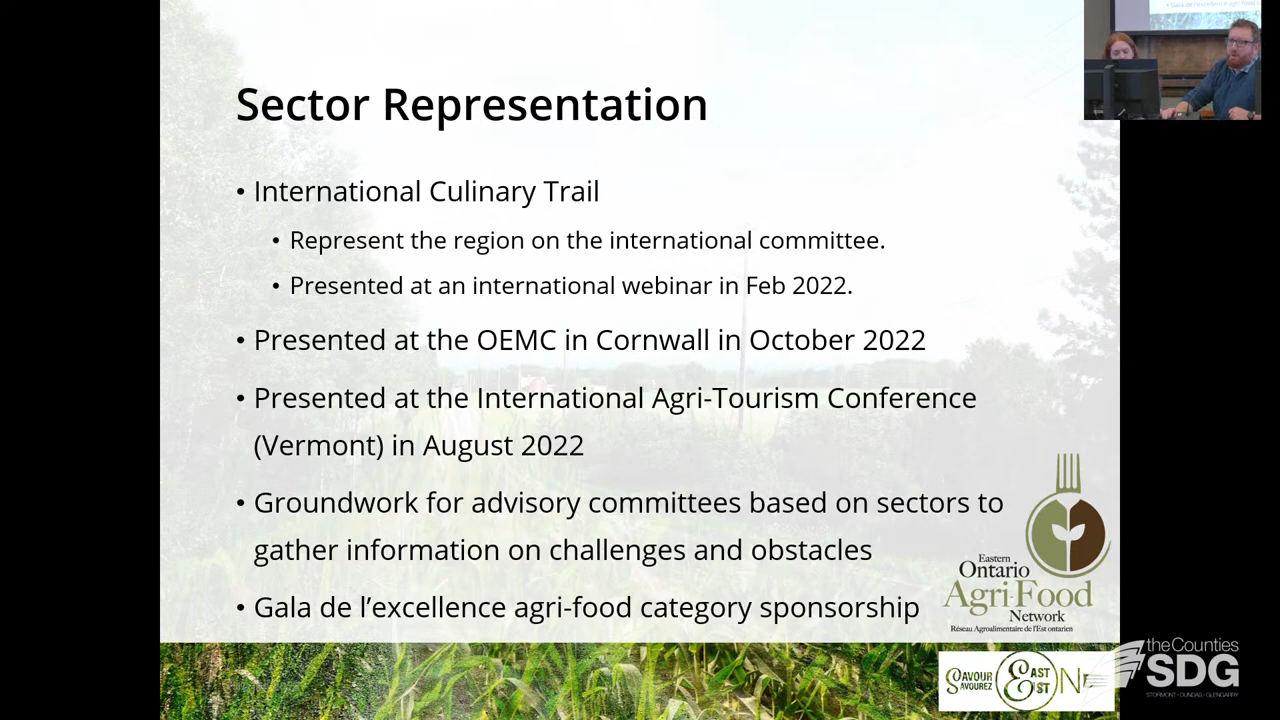 Sector Representation
• International Culinary Trail
• Represent the region on the international committee.
• Presented at an international webinar in Feb 2022.
• Presented at the OEMC in Cornwall in October 2022
• Presented at the International Agri-Tourism Conference
(Vermont) in August 2022
• Groundwork for advisory committees based on sectors to
gather information on challenges and obstacles
• Gala de l’excellence agri-food category sponsorship
Eastern
Ontario
Agri-Food
Network
Réseau Agroalimentaire de l'Est ontarien
SAVOUR
SAVOUREZ
EAST
EST
theCounties
SDG
STORMONT • DUNDAS • GLENGARRY